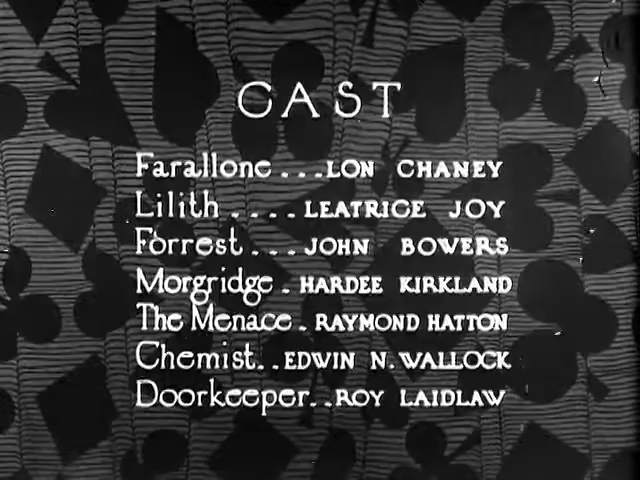 CAST
Farallone...LON CHANEY
Lilith....LEATRICE JOY
Forrest...JOHN BOWERS
Morgridge.HARDEE KIRKLAND
The Menace.RAYMOND HATTON
Chemist..EDWIN N. WALLOCK
Doorkeeper..ROY LAIDLAW